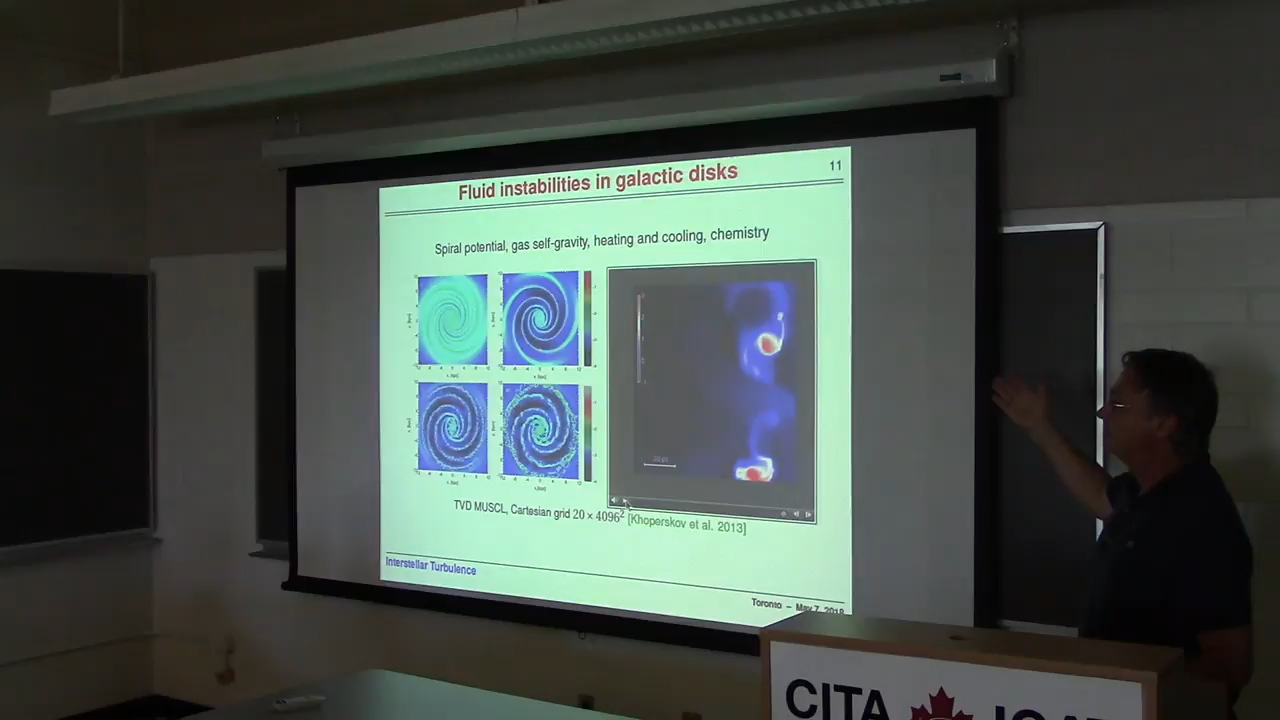 Fluid instabilities in galactic disks
11
Spiral potential, gas self-gravity, heating and cooling, chemistry
TVD MUSCL, Cartesian grid 20 × 4096² [Khoperskov et al. 2013]
Interstellar Turbulence
Toronto – May 7, 2018
CITA